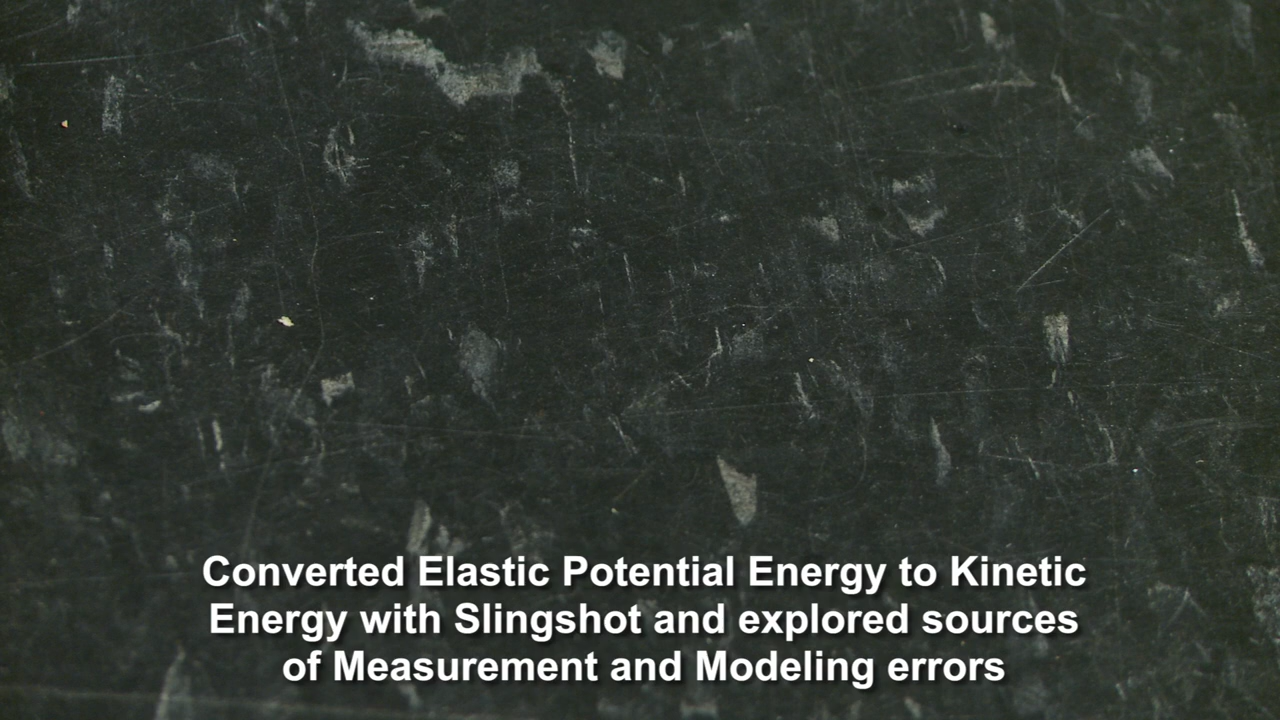 Converted Elastic Potential Energy to Kinetic
Energy with Slingshot and explored sources
of Measurement and Modeling errors